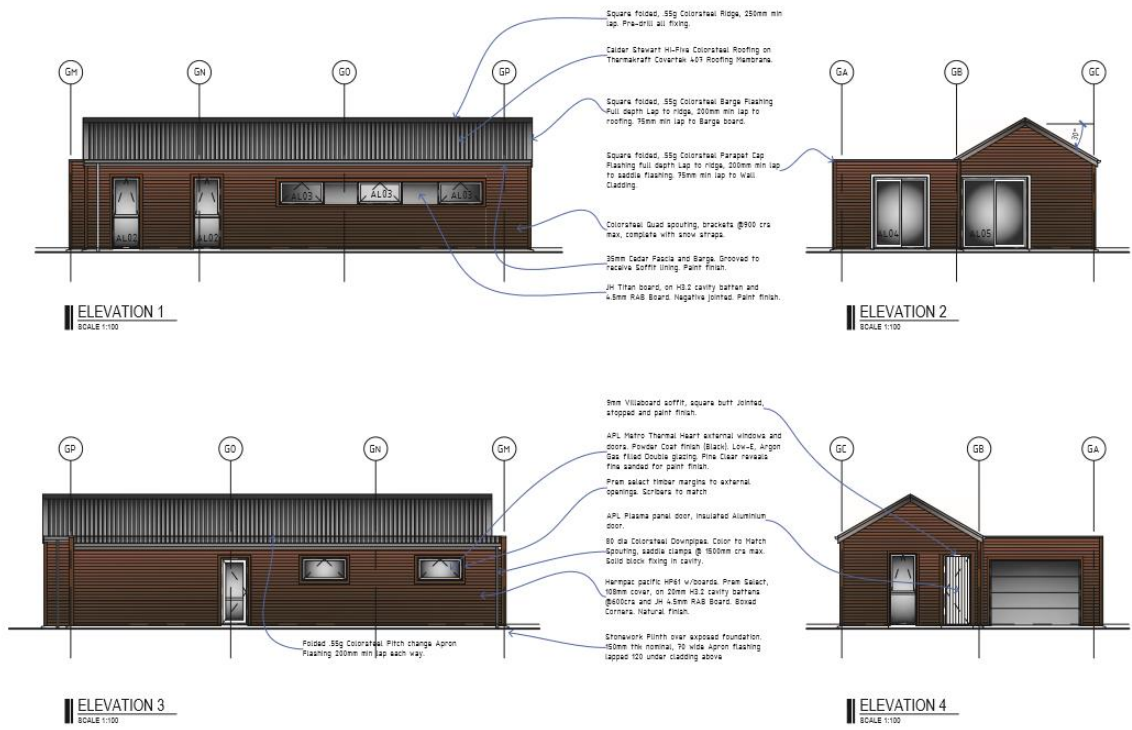 Square folded, .55g Colorsteel Ridge, 250mm min
lap. Pre-drill all fixing.
Calder Stewart Hi-Five Colorsteel Roofing on
Thermakraft Covertek 407 Roofing Membrane.
GM
GN
GO
GP
GA
GB
GC
Square folded, .55g Colorsteel Barge Flashing
Full depth Lap to ridge, 200mm min lap to
roofing. 75mm min lap to Barge board.
30°
Square folded, .55g Colorsteel Parapet Cap
Flashing full depth Lap to ridge, 200mm min lap
to saddle flashing. 75mm min lap to Wall
Cladding.
AL02
AL02
AL03
AL03
AL03
AL04
AL05
Colorsteel Quad spouting, brackets @900 crs
max, complete with snow straps.
35mm Cedar Fascia and Barge. Grooved to
receive Soffit lining. Paint finish.
JH Titan board, on H3.2 cavity batten and
4.5mm RAB Board. Negative jointed. Paint finish.
ELEVATION 1
SCALE 1:100
ELEVATION 2
SCALE 1:100
9mm Villaboard soffit, square butt Jointed,
stopped and paint finish.
GP
GO
GN
GM
GC
GB
GA
APL Metro Thermal Heart external windows and
doors. Powder Coat finish (Black). Low-E, Argon
Gas filled Double glazing. Pine Clear reveals
fine sanded for paint finish.
Prem select timber margins to external
openings. Scribers to match
APL Plasma panel door, insulated Aluminium
door.
80 dia Colorsteel Downpipes. Color to Match
Spouting, saddle clamps @ 1500mm crs max.
Solid block fixing in cavity.
Hermpac pacific HP61 w/boards. Prem Select,
108mm cover, on 20mm H3.2 cavity battens
@600crs and JH 4.5mm RAB Board. Boxed
Corners. Natural finish.
Folded .55g Colorsteel Pitch change Apron
Flashing 200mm min lap each way.
Stonework Plinth over exposed foundation.
150mm thk nominal, 70 wide Apron flashing
lapped 120 under cladding above
ELEVATION 3
SCALE 1:100
ELEVATION 4
SCALE 1:100